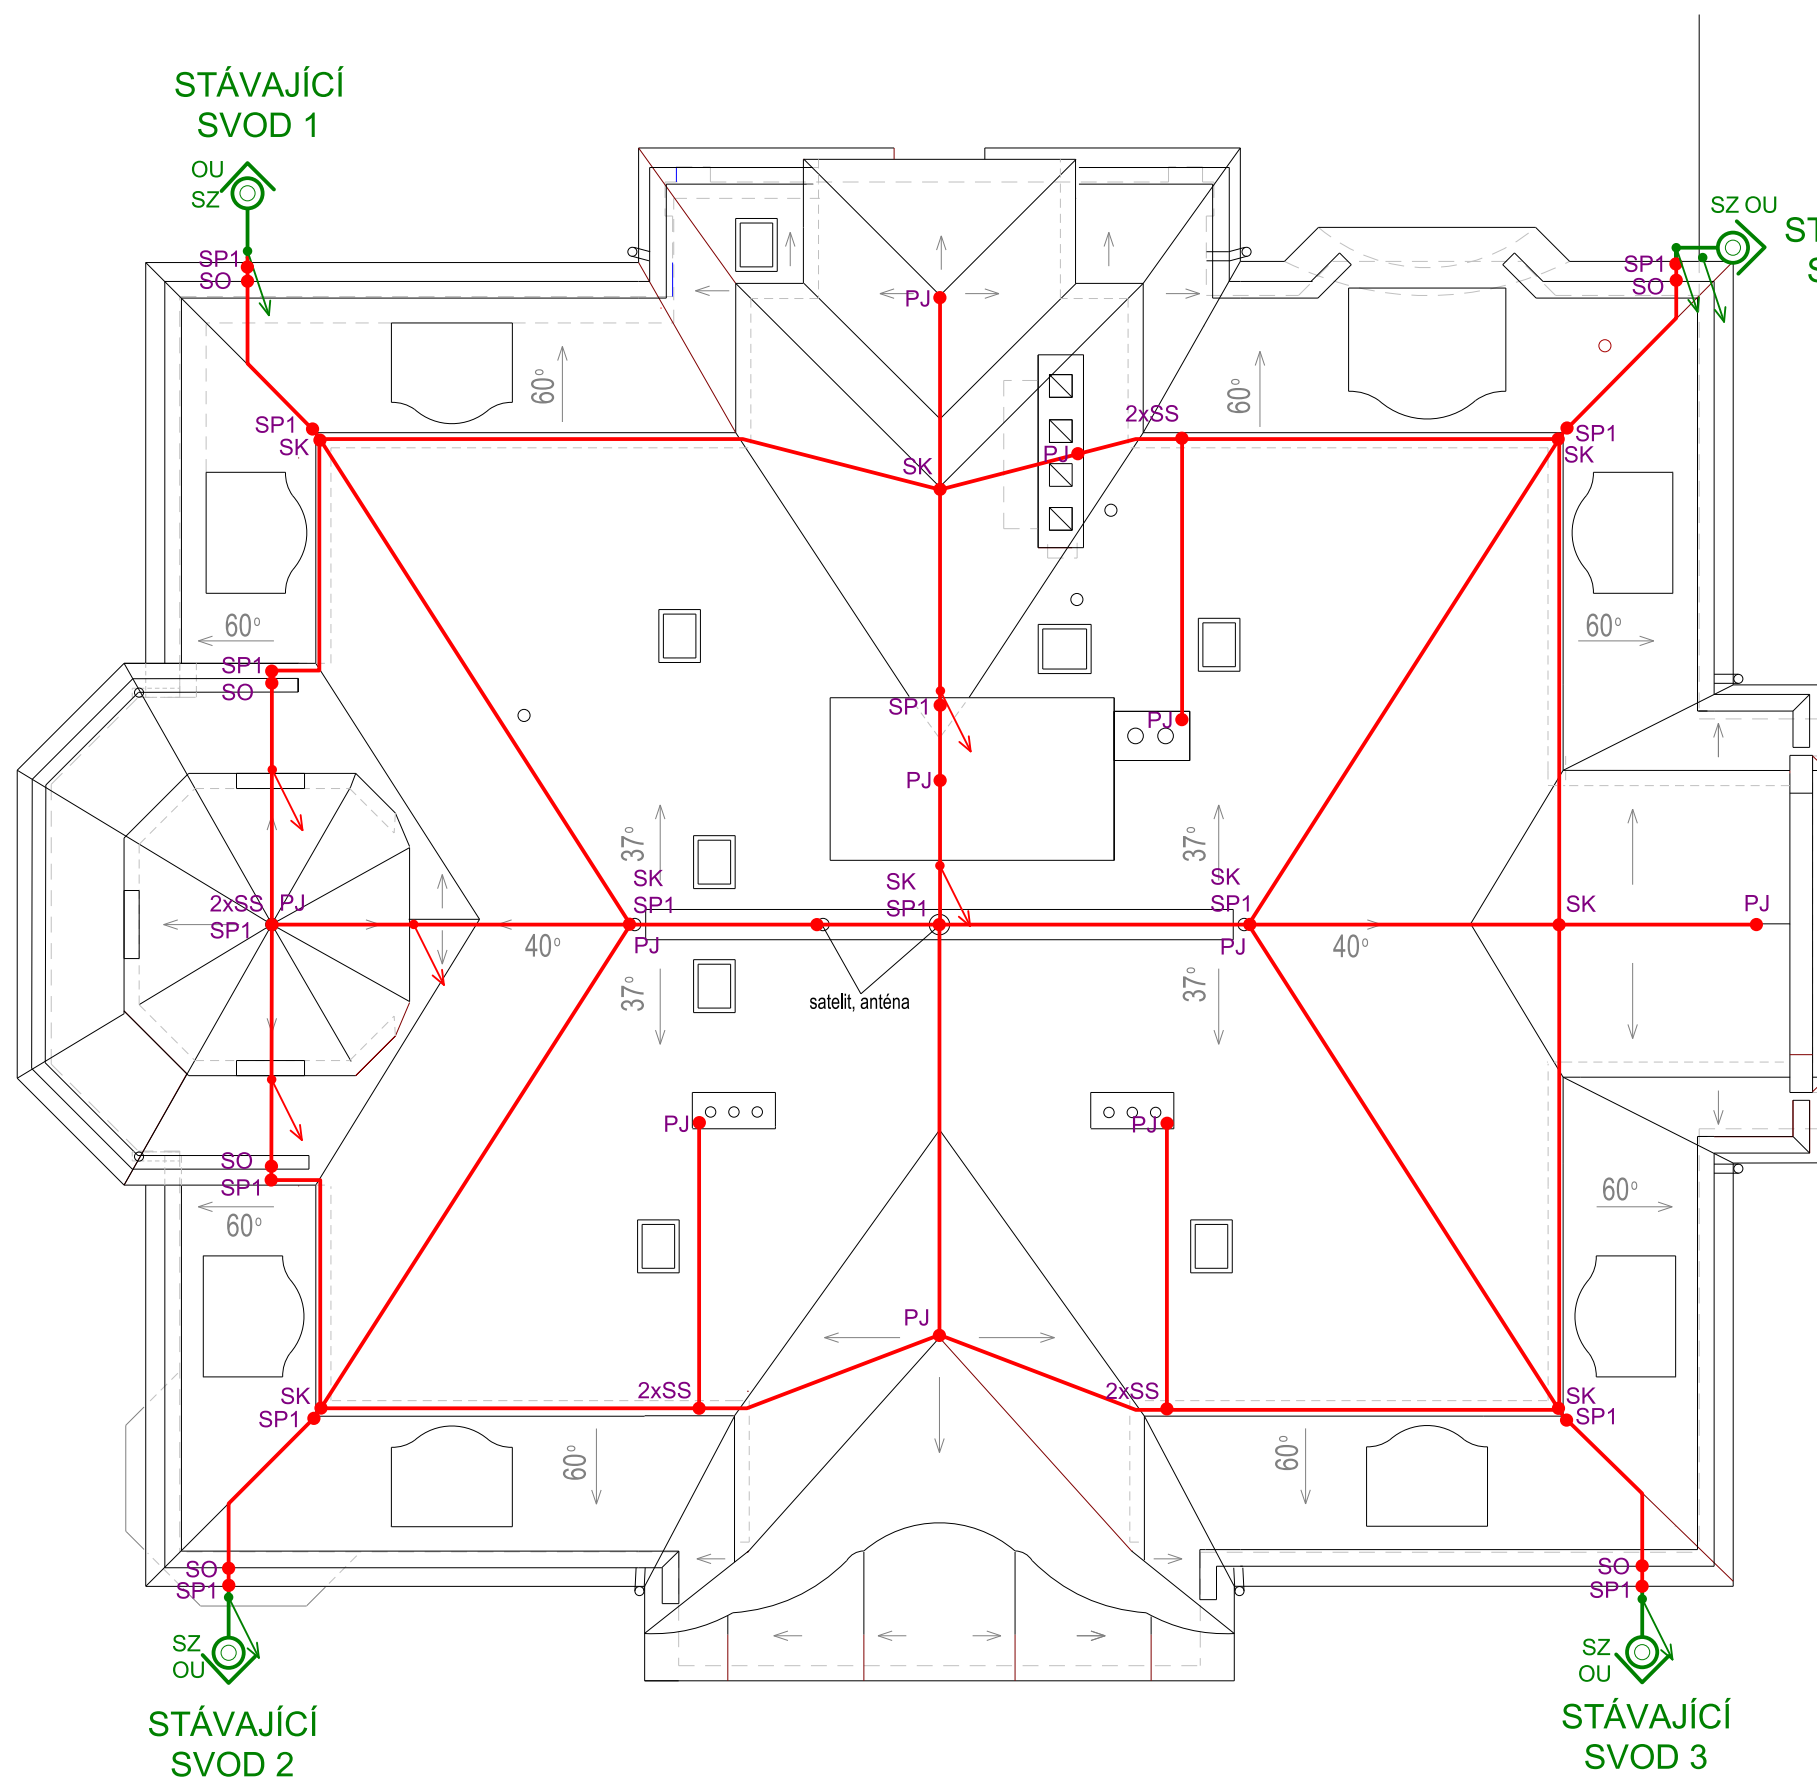 STÁVAJÍCÍ
SVOD 1
OU
SZ
SZ OU
SP1
SO
SP1
SO
PJ
60°
60°
2xSS
SP1
SK
SP1
SK
SK
PJ
60°
60°
SP1
SO
SP1
PJ
PJ
37°
37°
SK
SP1
PJ
SK
SP1
SK
SP1
PJ
2xSS
PJ
SP1
SK
PJ
40°
40°
satelit, anténa
37°
37°
PJ
PJ
SO
SP1
60°
60°
PJ
SK
SP1
2xSS
2xSS
SK
SP1
60°
60°
SO
SP1
SO
SP1
SZ
OU
SZ
OU
STÁVAJÍCÍ
SVOD 2
STÁVAJÍCÍ
SVOD 3